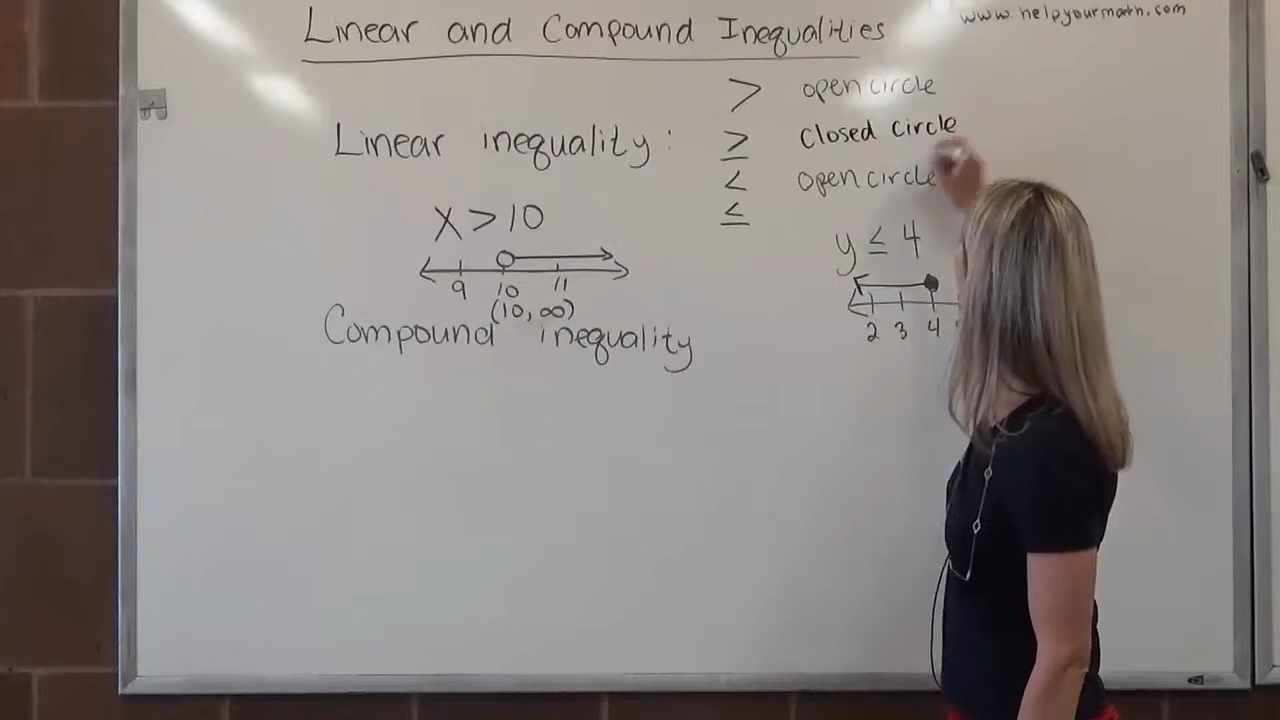 Linear and Compound Inequalities
www.helpyourmath.com
> open circle
Linear inequality: ≥ closed circle
< open circle
≤
x > 10
y ≤ 4
9 10 11
(10, ∞)
2 3 4
Compound inequality